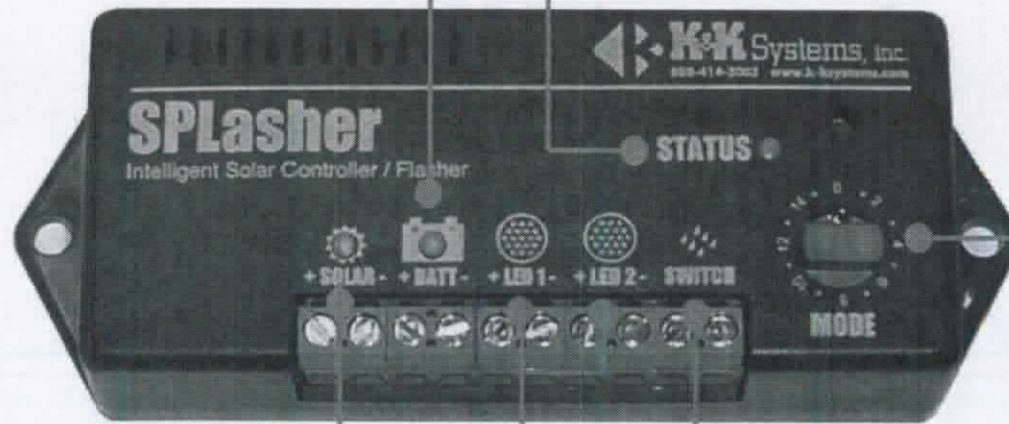 K&K Systems, inc.
www.k-ksystems.com
SPLasher
Intelligent Solar Controller / Flasher
STATUS
+ SOLAR - + BATT - + LED 1 - + LED 2 - SWITCH
MODE